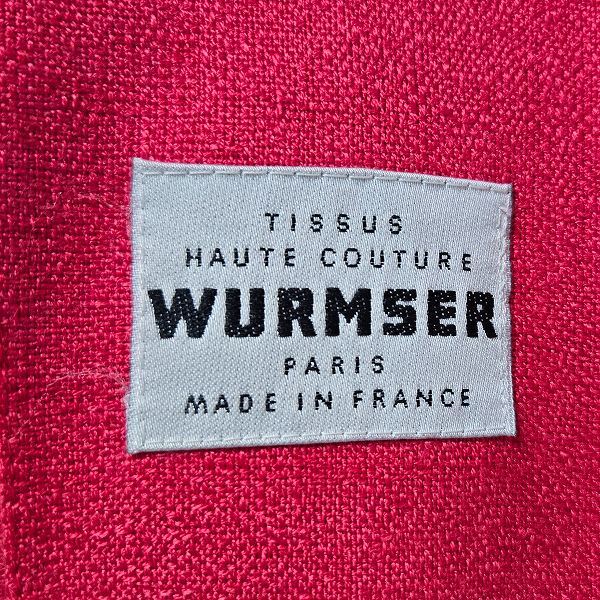 TISSUS
HAUTE COUTURE
WURMSER
PARIS
MADE IN FRANCE